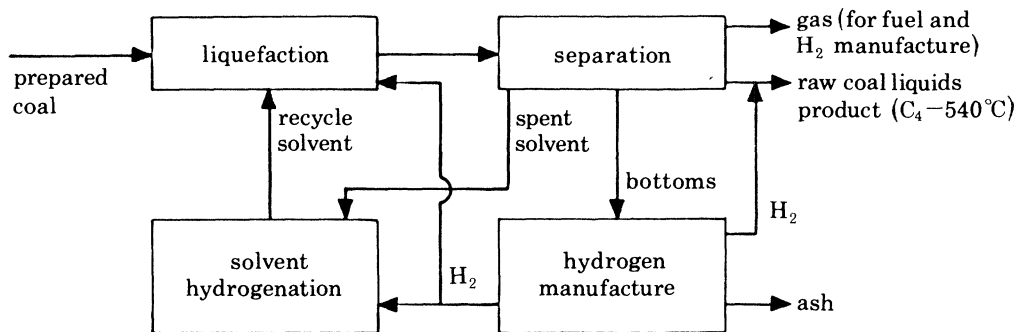 prepared
coal
liquefaction
separation
gas (for fuel and
H₂ manufacture)
raw coal liquids
product (C₄–540°C)
recycle
solvent
spent
solvent
bottoms
H₂
solvent
hydrogenation
H₂
hydrogen
manufacture
ash